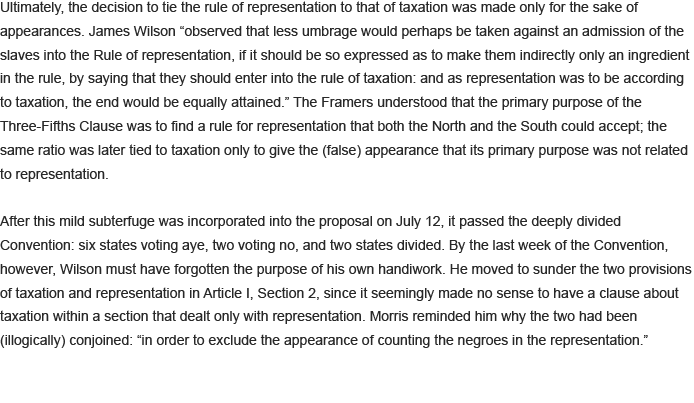 Ultimately, the decision to tie the rule of representation to that of taxation was made only for the sake of
appearances. James Wilson “observed that less umbrage would perhaps be taken against an admission of the
slaves into the Rule of representation, if it should be so expressed as to make them indirectly only an ingredient
in the rule, by saying that they should enter into the rule of taxation: and as representation was to be according
to taxation, the end would be equally attained.” The Framers understood that the primary purpose of the
Three-Fifths Clause was to find a rule for representation that both the North and the South could accept; the
same ratio was later tied to taxation only to give the (false) appearance that its primary purpose was not related
to representation.

After this mild subterfuge was incorporated into the proposal on July 12, it passed the deeply divided
Convention: six states voting aye, two voting no, and two states divided. By the last week of the Convention,
however, Wilson must have forgotten the purpose of his own handiwork. He moved to sunder the two provisions
of taxation and representation in Article I, Section 2, since it seemingly made no sense to have a clause about
taxation within a section that dealt only with representation. Morris reminded him why the two had been
(illogically) conjoined: “in order to exclude the appearance of counting the negroes in the representation.”